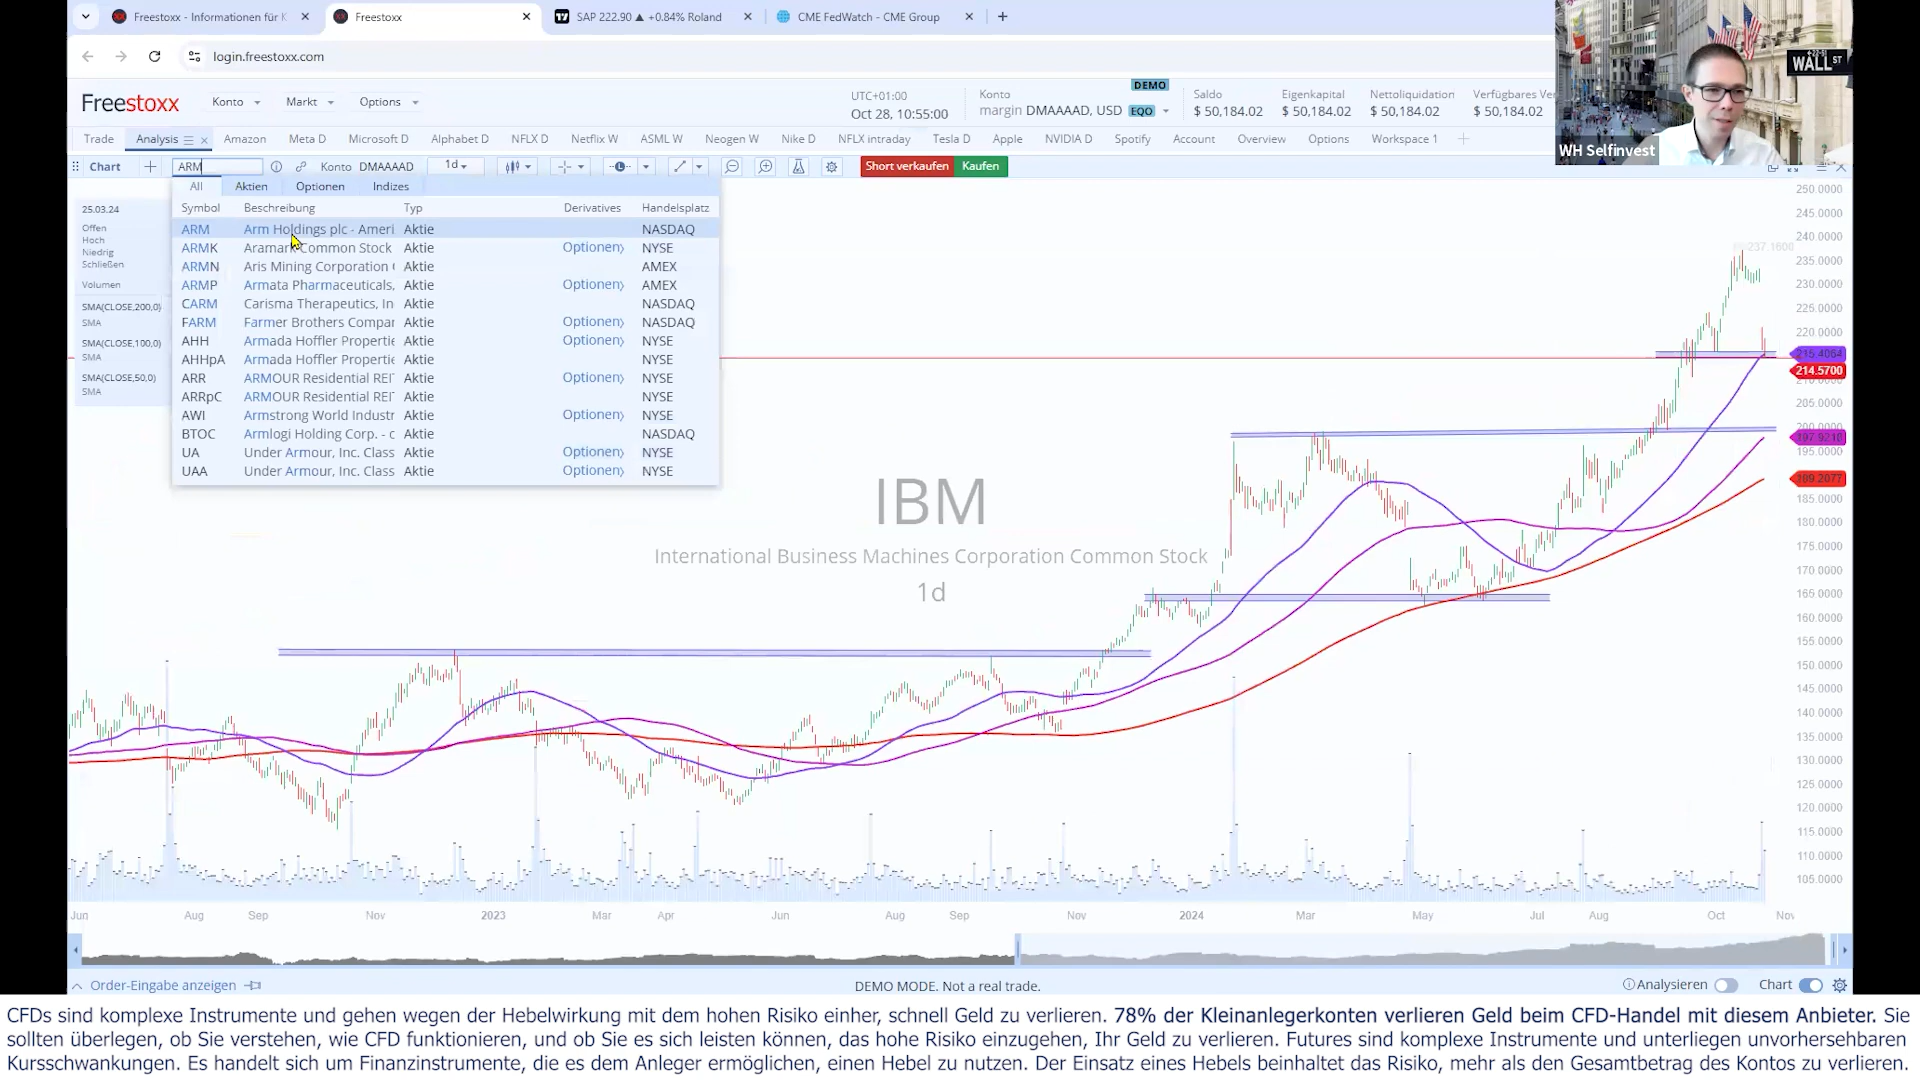 Freestoxx - Informationen für K
Freestoxx
SAP 222.90 ▲ +0.84% Roland
CME FedWatch - CME Group
login.freestoxx.com
WALL ST
WH Selfinvest
Freestoxx
Konto
Markt
Options
UTC+01:00
Oct 28, 10:55:00
DEMO
Konto
margin DMAAAAD, USD EQO
Saldo
$ 50,184.02
Eigenkapital
$ 50,184.02
Nettoliquidation
$ 50,184.02
Verfügbares Ver
$ 50,184.02
Trade Analysis Amazon Meta D Microsoft D Alphabet D NFLX D Netflix W ASML W Neogen W Nike D NFLX intraday Tesla D Apple NVIDIA D Spotify Account Overview Options Workspace 1
Chart ARM Konto DMAAAAD 1d Short verkaufen Kaufen
All Aktien Optionen Indizes
Symbol Beschreibung Typ Derivatives Handelsplatz
ARM Arm Holdings plc - Ameri Aktie NASDAQ
ARMK Aramark Common Stock Aktie Optionen NYSE
ARMN Aris Mining Corporation Aktie AMEX
ARMP Armata Pharmaceuticals, Aktie Optionen AMEX
CARM Carisma Therapeutics, In Aktie NASDAQ
FARM Farmer Brothers Compar Aktie Optionen NASDAQ
AHH Armada Hoffler Propertie Aktie Optionen NYSE
AHHpA Armada Hoffler Propertie Aktie NYSE
ARR ARMOUR Residential REI Aktie Optionen NYSE
ARRpC ARMOUR Residential REI Aktie NYSE
AWI Armstrong World Industr Aktie Optionen NYSE
BTOC Armlogi Holding Corp. - c Aktie NASDAQ
UA Under Armour, Inc. Class Aktie Optionen NYSE
UAA Under Armour, Inc. Class Aktie Optionen NYSE
25.03.24
Offen
Hoch
Niedrig
Schließen
Volumen
SMA(CLOSE,200,0)
SMA
SMA(CLOSE,100,0)
SMA
SMA(CLOSE,50,0)
SMA
IBM
International Business Machines Corporation Common Stock
1d
237.1600
250.0000
245.0000
240.0000
235.0000
230.0000
225.0000
220.0000
215.4064
214.5700
210.0000
205.0000
200.0000
197.9210
195.0000
189.2077
185.0000
180.0000
175.0000
170.0000
165.0000
160.0000
155.0000
150.0000
145.0000
140.0000
135.0000
130.0000
125.0000
120.0000
115.0000
110.0000
105.0000
Jun Aug Sep Nov 2023 Mar Apr Jun Aug Sep Nov 2024 Mar May Jul Aug Oct Nov
Order-Eingabe anzeigen
DEMO MODE. Not a real trade.
Analysieren
Chart
CFDs sind komplexe Instrumente und gehen wegen der Hebelwirkung mit dem hohen Risiko einher, schnell Geld zu verlieren. 78% der Kleinanlegerkonten verlieren Geld beim CFD-Handel mit diesem Anbieter. Sie
sollten überlegen, ob Sie verstehen, wie CFD funktionieren, und ob Sie es sich leisten können, das hohe Risiko einzugehen, Ihr Geld zu verlieren. Futures sind komplexe Instrumente und unterliegen unvorhersehbaren
Kursschwankungen. Es handelt sich um Finanzinstrumente, die es dem Anleger ermöglichen, einen Hebel zu nutzen. Der Einsatz eines Hebels beinhaltet das Risiko, mehr als den Gesamtbetrag des Kontos zu verlieren.